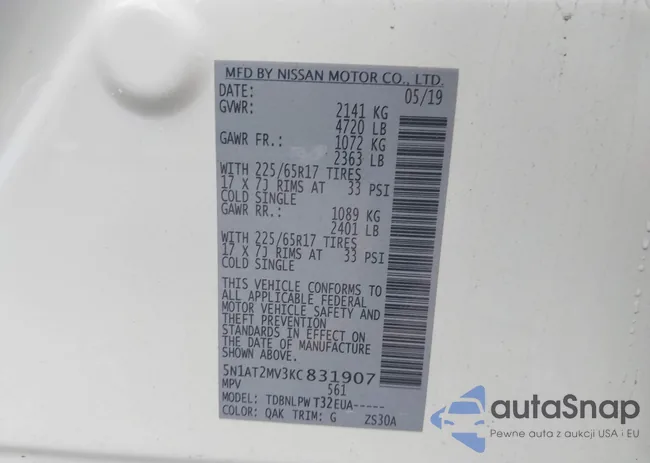 MFD BY NISSAN MOTOR CO., LTD.
DATE: 05/19
GVWR: 2141 KG
4720 LB
GAWR FR.: 1072 KG
2363 LB
WITH 225/65R17 TIRES
17 X 7J RIMS AT 33 PSI
COLD SINGLE
GAWR RR.: 1089 KG
2401 LB
WITH 225/65R17 TIRES
17 X 7J RIMS AT 33 PSI
COLD SINGLE
THIS VEHICLE CONFORMS TO
ALL APPLICABLE FEDERAL
MOTOR VEHICLE SAFETY AND
THEFT PREVENTION
STANDARDS IN EFFECT ON
THE DATE OF MANUFACTURE
SHOWN ABOVE.
5N1AT2MV3KC831907
MPV 561
MODEL: TDBNLPWT32EUA-----
COLOR: QAK TRIM: G ZS30A
autoSnap
Pewne auta z aukcji USA i EU